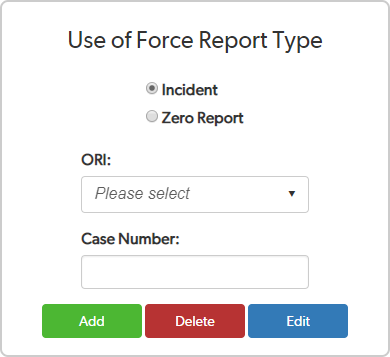 Use of Force Report Type
Incident
Zero Report
ORI:
Please select
Case Number:
Add Delete Edit